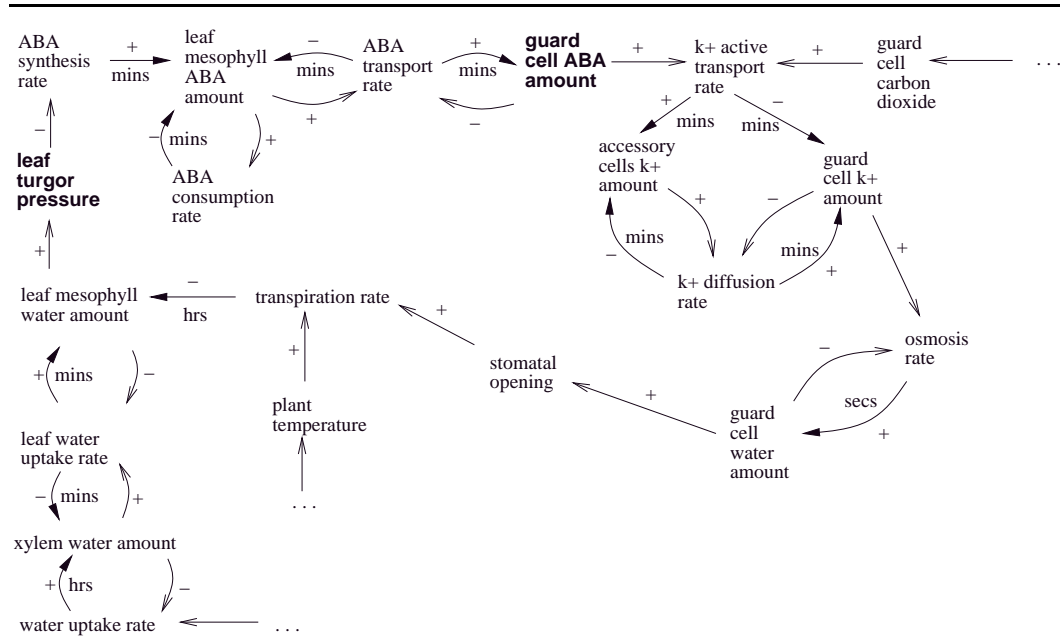 ABA
synthesis
rate
+
mins
leaf
mesophyll
ABA
amount
−
mins
+
ABA
transport
rate
+
mins
−
guard
cell ABA
amount
+
k+ active
transport
rate
+
guard
cell
carbon
dioxide
. . .
−
− mins
+
ABA
consumption
rate
leaf
turgor
pressure
+
mins
−
mins
accessory
cells k+
amount
guard
cell k+
amount
+
−
mins
−
mins
+
k+ diffusion
rate
+
+
leaf mesophyll
water amount
−
hrs
transpiration rate
+
+
stomatal
opening
+
−
osmosis
rate
secs
+
guard
cell
water
amount
+ mins
−
plant
temperature
. . .
leaf water
uptake rate
− mins
+
xylem water amount
+ hrs
−
water uptake rate
. . .